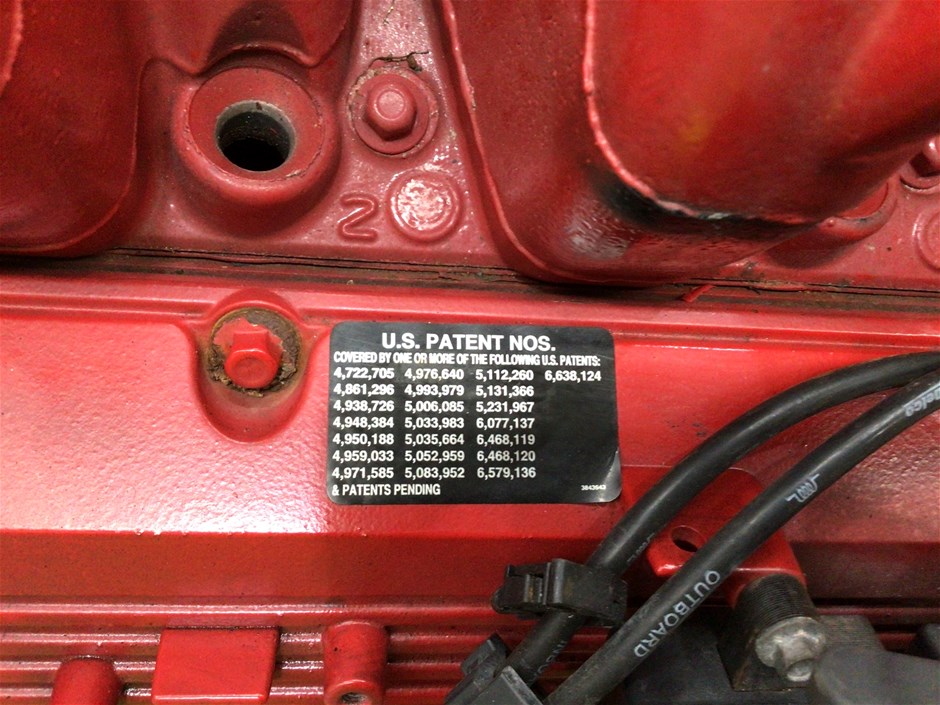 N
U.S. PATENT NOS.
COVERED BY ONE OR MORE OF THE FOLLOWING U.S. PATENTS:
4,722,705 4,976,640 5,112,260 6,638,124
4,861,296 4,993,979 5,131,366
4,938,726 5,006,085 5,231,967
4,948,384 5,033,983 6,077,137
4,950,188 5,035,664 6,468,119
4,959,033 5,052,959 6,468,120
4,971,585 5,083,952 6,579,136
& PATENTS PENDING 3843643
Delco
OUTBOARD